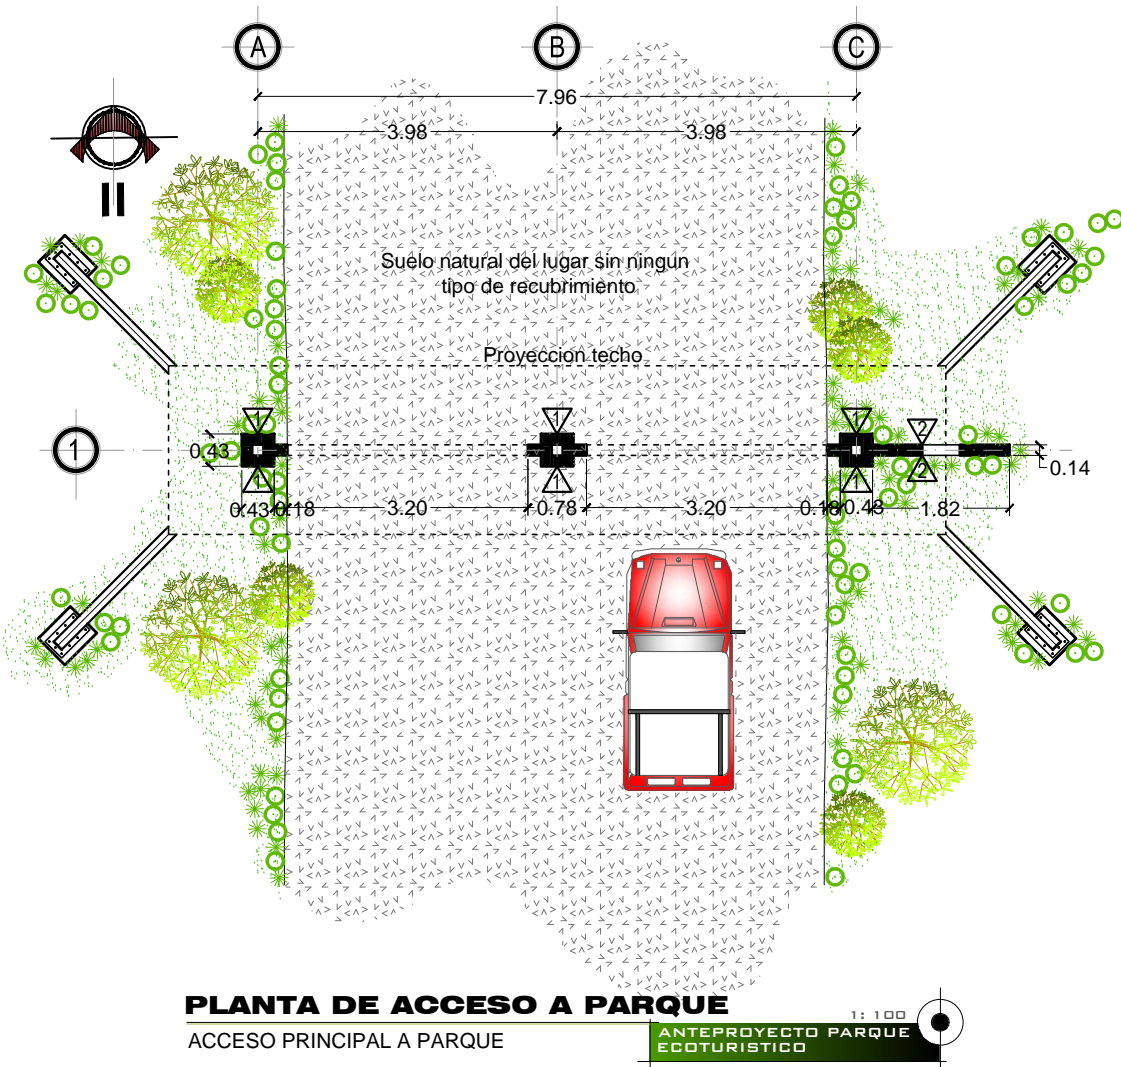 A B C
7.96
3.98 3.98
II
Suelo natural del lugar sin ningun
tipo de recubrimiento
Proyeccion techo
1 1 1 2
1 0.43 0.14
1 1 1 2
0.43 0.18 3.20 0.78 3.20 0.18 0.43 1.82
PLANTA DE ACCESO A PARQUE
1: 100
ACCESO PRINCIPAL A PARQUE
ANTEPROYECTO PARQUE
ECOTURISTICO